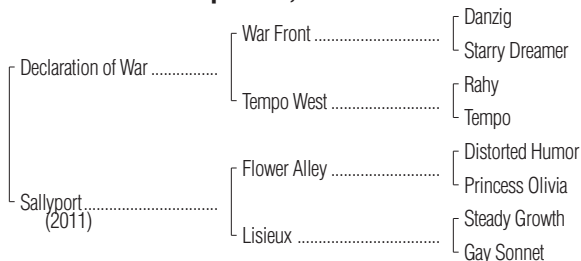 Danzig
War Front
Starry Dreamer
Declaration of War
Rahy
Tempo West
Tempo
Distorted Humor
Flower Alley
Princess Olivia
Sallyport
(2011)
Steady Growth
Lisieux
Gay Sonnet